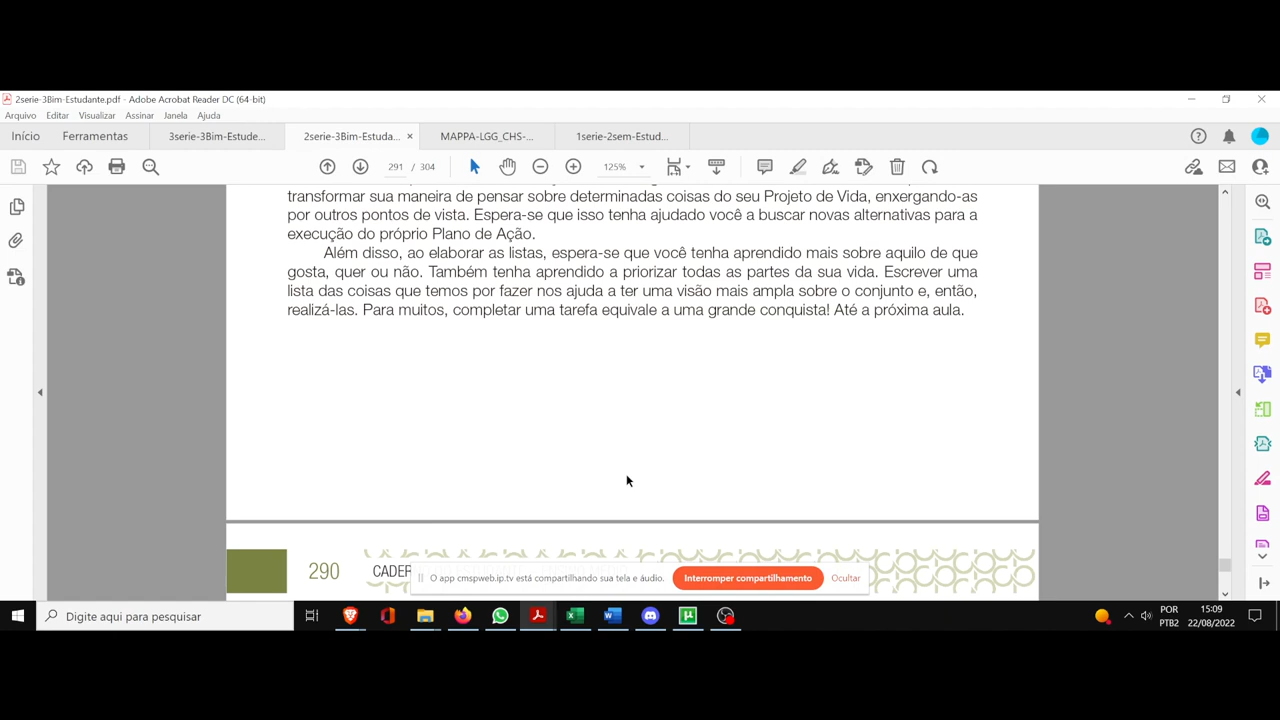 2serie-3Bim-Estudante.pdf - Adobe Acrobat Reader DC (64-bit)
Arquivo Editar Visualizar Assinar Janela Ajuda
Início Ferramentas 3serie-3Bim-Estude... 2serie-3Bim-Estuda... × MAPPA-LGG_CHS-... 1serie-2sem-Estud...
291 / 304 125%
transformar sua maneira de pensar sobre determinadas coisas do seu Projeto de Vida, enxergando-as
por outros pontos de vista. Espera-se que isso tenha ajudado você a buscar novas alternativas para a
execução do próprio Plano de Ação.
Além disso, ao elaborar as listas, espera-se que você tenha aprendido mais sobre aquilo de que
gosta, quer ou não. Também tenha aprendido a priorizar todas as partes da sua vida. Escrever uma
lista das coisas que temos por fazer nos ajuda a ter uma visão mais ampla sobre o conjunto e, então,
realizá-las. Para muitos, completar uma tarefa equivale a uma grande conquista! Até a próxima aula.
290 CADER
O app cmspweb.ip.tv está compartilhando sua tela e áudio. Interromper compartilhamento Ocultar
Digite aqui para pesquisar
POR 15:09
PTB2 22/08/2022